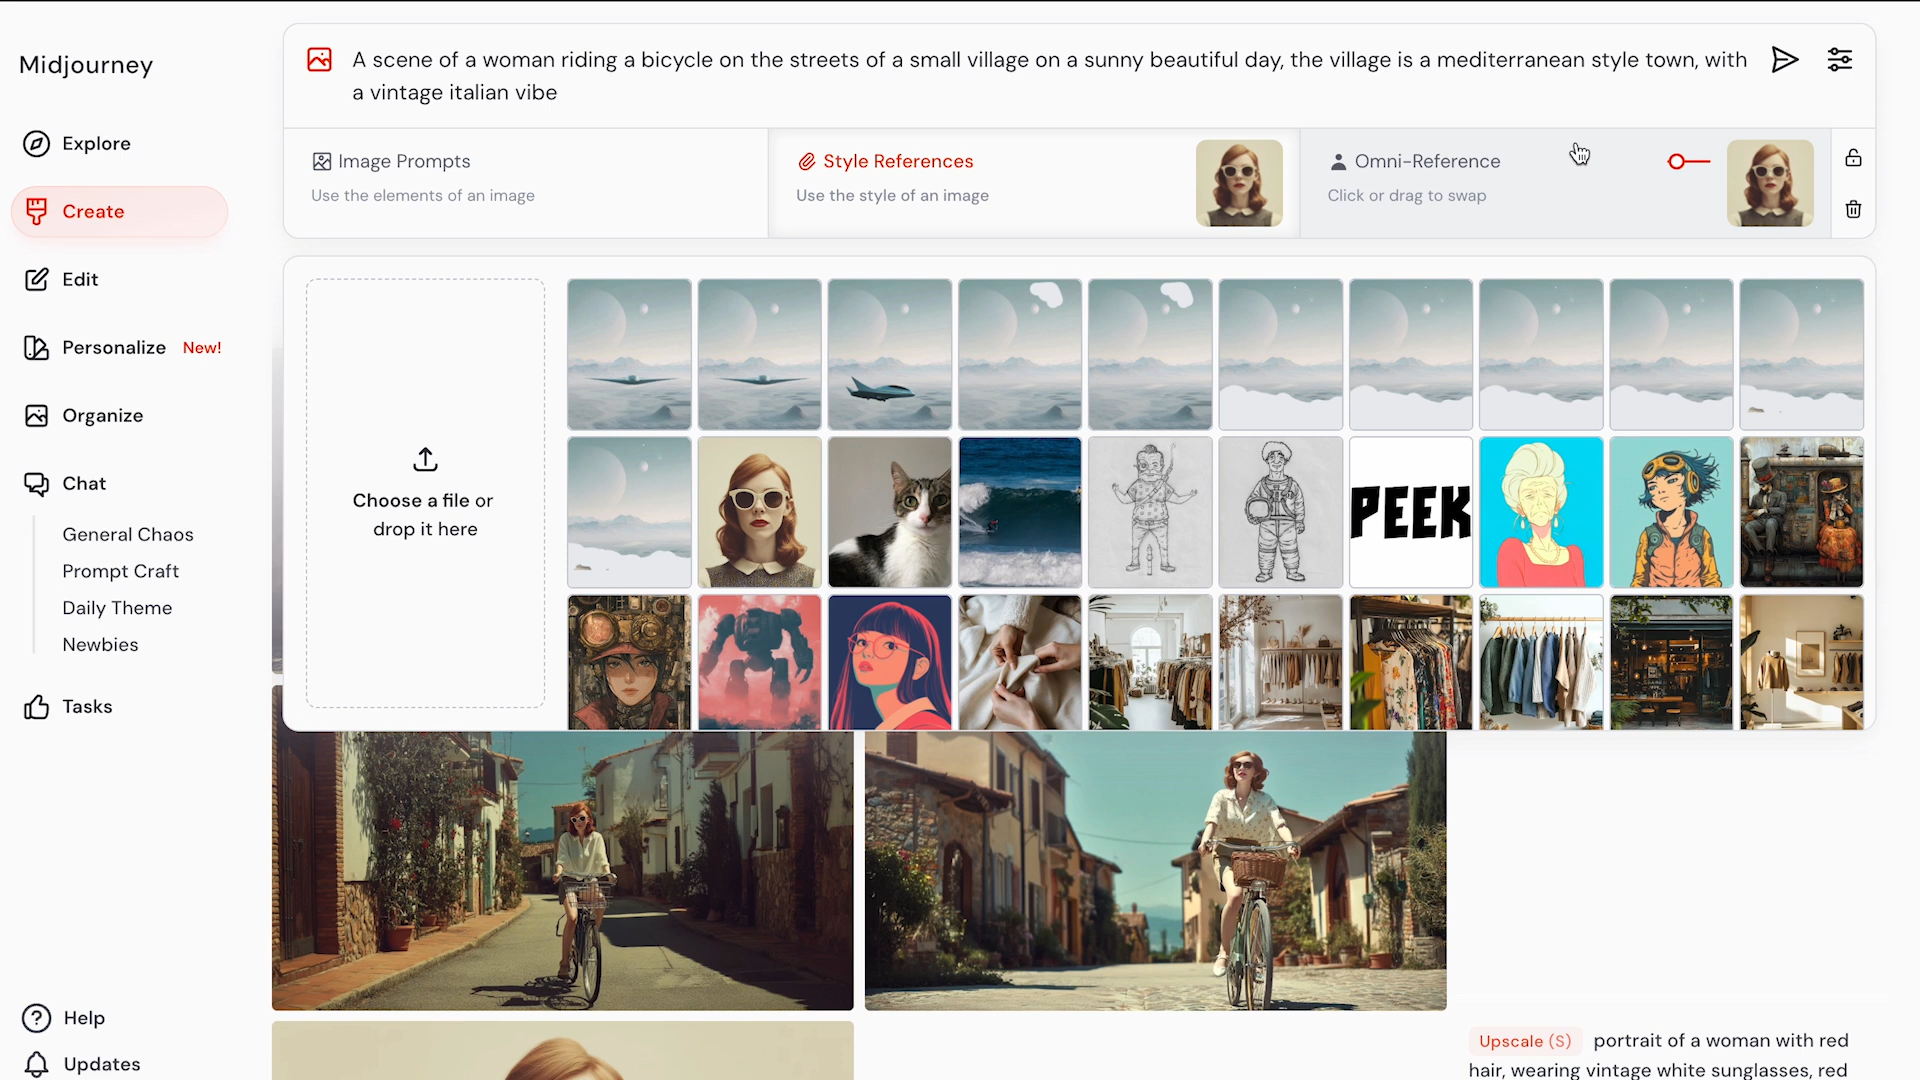 Midjourney
Explore
Create
Edit
Personalize New!
Organize
Chat
General Chaos
Prompt Craft
Daily Theme
Newbies
Tasks
Help
Updates
A scene of a woman riding a bicycle on the streets of a small village on a sunny beautiful day, the village is a mediterranean style town, with
a vintage italian vibe
Image Prompts
Use the elements of an image
Style References
Use the style of an image
Omni-Reference
Click or drag to swap
Choose a file or
drop it here
PEEK
Upscale (S) portrait of a woman with red
hair, wearing vintage white sunglasses, red